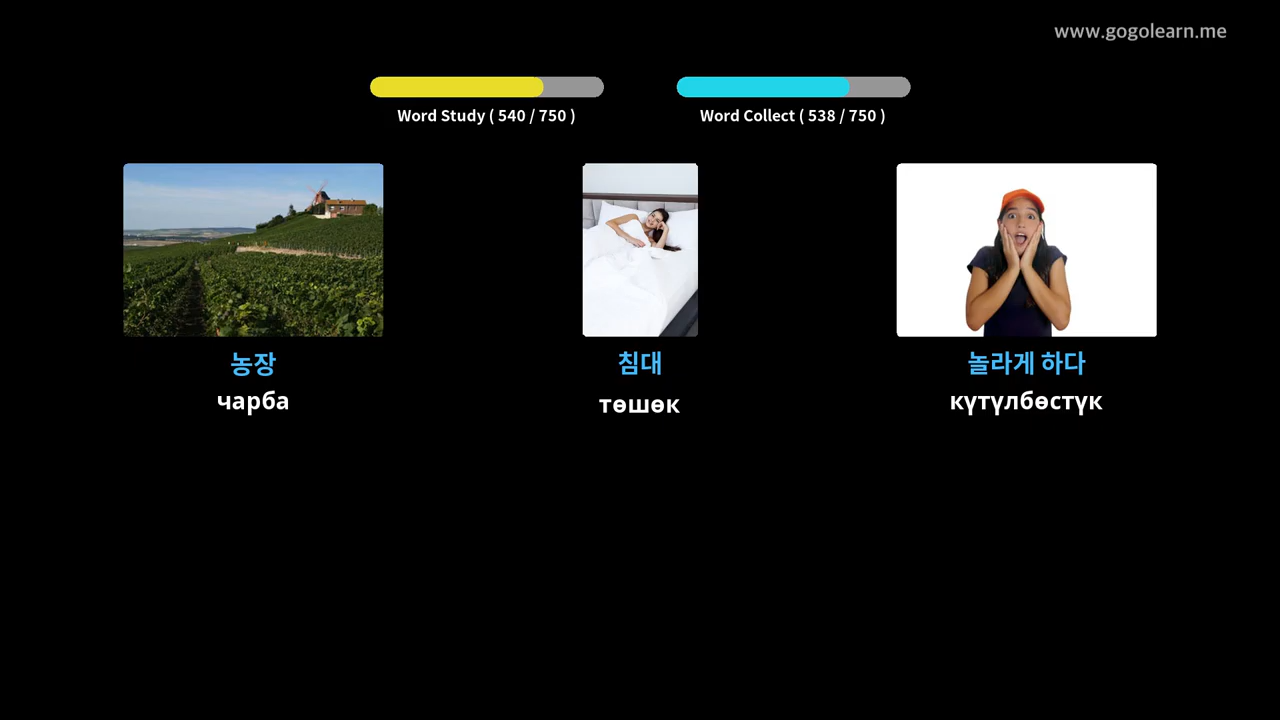 www.gogolearn.me
Word Study ( 540 / 750 )
Word Collect ( 538 / 750 )
농장
чарба
침대
төшөк
놀라게 하다
күтүлбөстүк